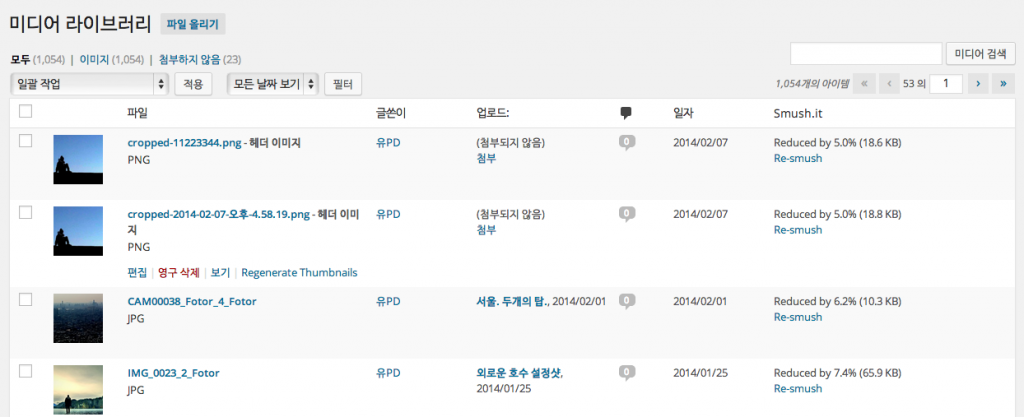 미디어 라이브러리 파일 올리기
모두 (1,054) | 이미지 (1,054) | 첨부하지 않음 (23)
미디어 검색
일괄 작업 적용 모든 날짜 보기 필터 1,054개의 아이템 « ‹ 53 의 1 › »
파일 글쓴이 업로드: 일자 Smush.it
cropped-11223344.png - 헤더 이미지 유PD (첨부되지 않음) 0 2014/02/07 Reduced by 5.0% (18.6 KB)
PNG 첨부 Re-smush
cropped-2014-02-07-오후-4.58.19.png - 헤더 이미 유PD (첨부되지 않음) 0 2014/02/07 Reduced by 5.0% (18.8 KB)
지 첨부 Re-smush
PNG
편집 | 영구 삭제 | 보기 | Regenerate Thumbnails
CAM00038_Fotor_4_Fotor 유PD 서울. 두개의 탑., 2014/02/01 0 2014/02/01 Reduced by 6.2% (10.3 KB)
JPG Re-smush
IMG_0023_2_Fotor 유PD 외로운 호수 설정샷, 0 2014/01/25 Reduced by 7.4% (65.9 KB)
JPG 2014/01/25 Re-smush